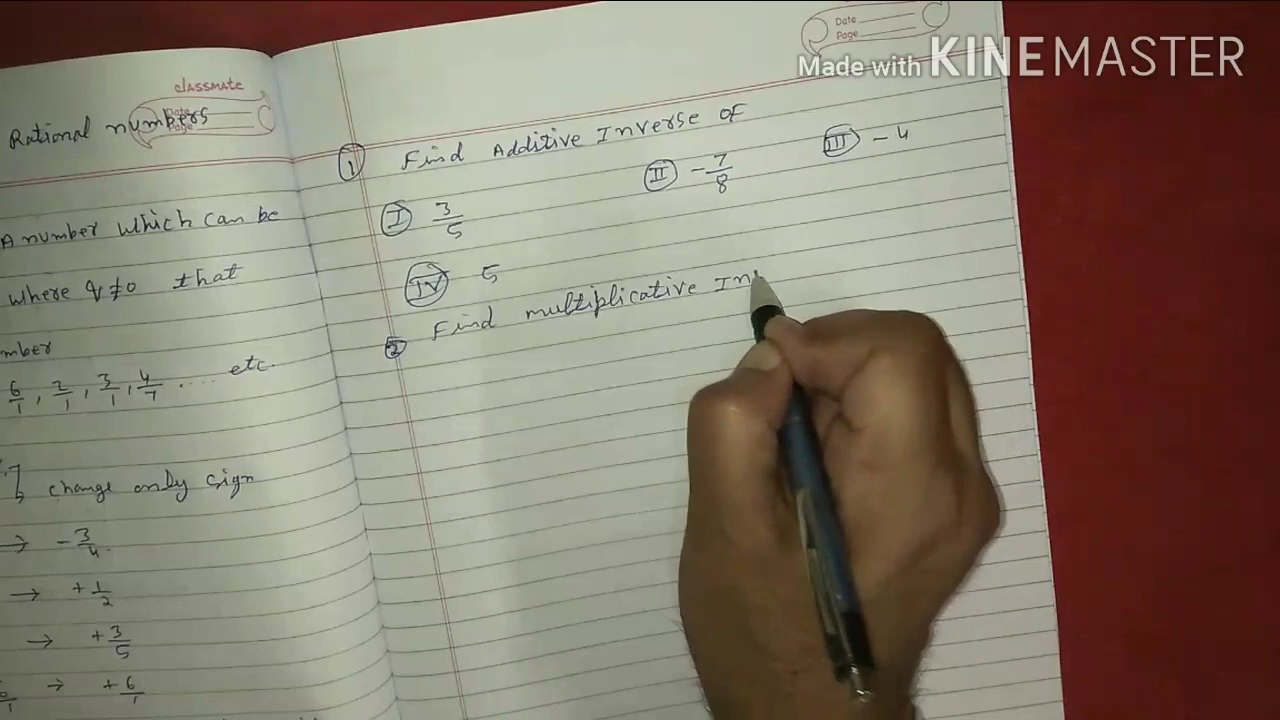 Made with KINEMASTER
classmate
Date
Page
Rational numbers
A number which can be
where q ≠ 0 that
mber
6/1, 2/1, 3/1, 4/7 .... etc.
change only sign
→ -3/4
→ +1/2
→ +3/5
→ +6/1
Date
Page
① Find Additive Inverse of
Ⓘ 3/5 Ⅱ -7/8 Ⅲ -4
Ⅳ 5
② Find multiplicative In